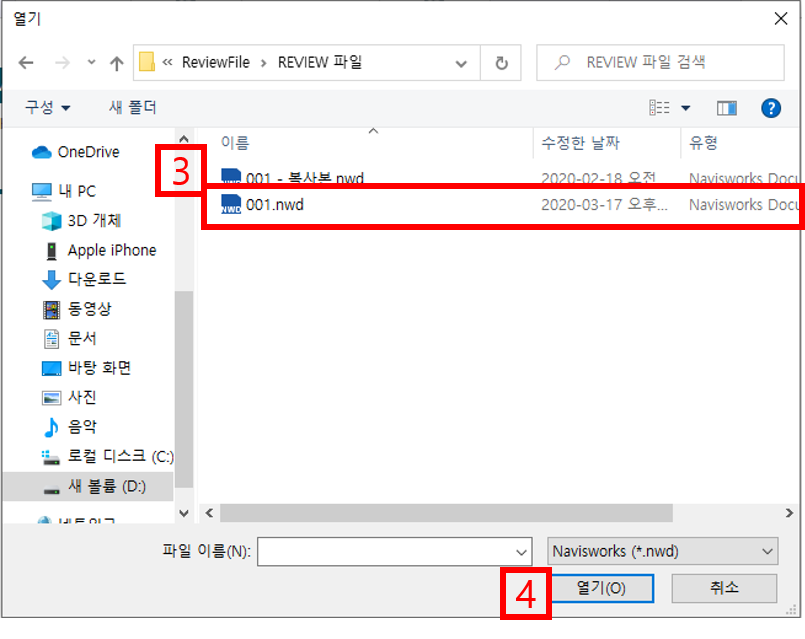 열기
« ReviewFile › REVIEW 파일
REVIEW 파일 검색
구성
새 폴더
이름
수정한 날짜
유형
OneDrive
내 PC
3D 개체
Apple iPhone
다운로드
동영상
문서
바탕 화면
사진
음악
로컬 디스크 (C:)
새 볼륨 (D:)
3
001 - 복사본.nwd 2020-02-18 오전 Navisworks Docu
NWD 001.nwd 2020-03-17 오후... Navisworks Docu
파일 이름(N):
Navisworks (*.nwd)
4
열기(O)
취소